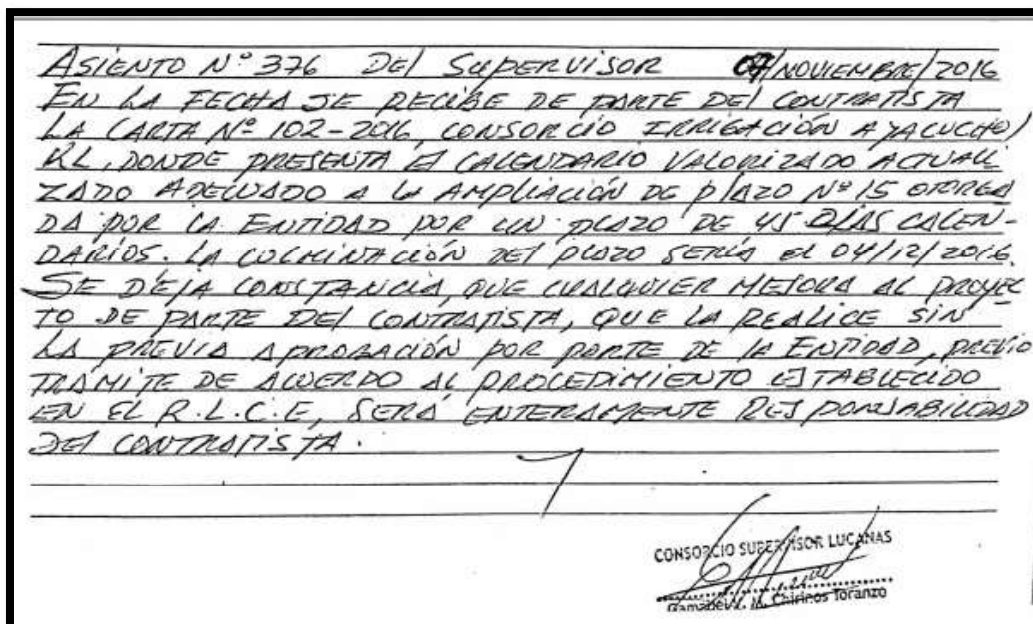 ASIENTO N° 376 DEL SUPERVISOR 07/NOVIEMBRE/2016
EN LA FECHA SE RECIBE DE PARTE DEL CONTRATISTA
LA CARTA N° 102-2016, CONSORCIO IRRIGACIÓN AYACUCHO/
RL, DONDE PRESENTA EL CALENDARIO VALORIZADO ACTUALI
ZADO ADECUADO A LA AMPLIACIÓN DE PLAZO N° 15 OTORGA
DA POR LA ENTIDAD POR UN PLAZO DE 45 DÍAS CALEN-
DARIOS. LA CULMINACIÓN DEL PLAZO SERÍA EL 04/12/2016.
SE DEJA CONSTANCIA, QUE CUALQUIER MEJORA AL PROYEC
TO DE PARTE DEL CONTRATISTA, QUE LA REALICE SIN
LA PREVIA APROBACIÓN POR PARTE DE LA ENTIDAD, PREVIO
TRÁMITE DE ACUERDO AL PROCEDIMIENTO ESTABLECIDO
EN EL R.L.C.E, SERÁ ENTERAMENTE RESPONSABILIDAD
DEL CONTRATISTA.
CONSORCIO SUPERVISOR LUCANAS
Chirinos Toranzo